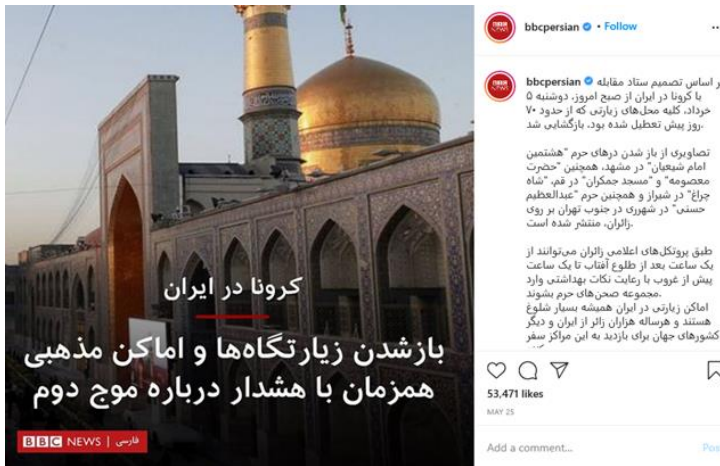 کرونا در ایران
بازشدن زیارتگاه‌ها و اماکن مذهبی
همزمان با هشدار درباره موج دوم
BBC NEWS | فارسی
bbcpersian • Follow
bbcpersian ر اساس تصمیم ستاد مقابله
با کرونا در ایران از صبح امروز، دوشنبه ۵
خرداد، کلیه محل‌های زیارتی که از حدود ۷۰
روز پیش تعطیل شده بود، بازگشایی شد.
تصاویری از باز شدن درهای حرم "هشتمین
امام شیعیان" در مشهد، همچنین "حضرت
معصومه" و "مسجد جمکران" در قم، "شاه
چراغ" در شیراز و همچنین حرم "عبدالعظیم
حسنی" در شهرری در جنوب تهران بر روی
زائران، منتشر شده است.
طبق پروتکل‌های اعلامی زائران می‌توانند از
یک ساعت بعد از طلوع آفتاب تا یک ساعت
پیش از غروب با رعایت نکات بهداشتی وارد
مجموعه صحن‌های حرم بشوند.
اماکن زیارتی در ایران همیشه بسیار شلوغ
هستند و هرساله هزاران زائر از ایران و دیگر
کشورهای جهان برای بازدید به این مراکز سفر
53,471 likes
MAY 25
Add a comment...
Pos